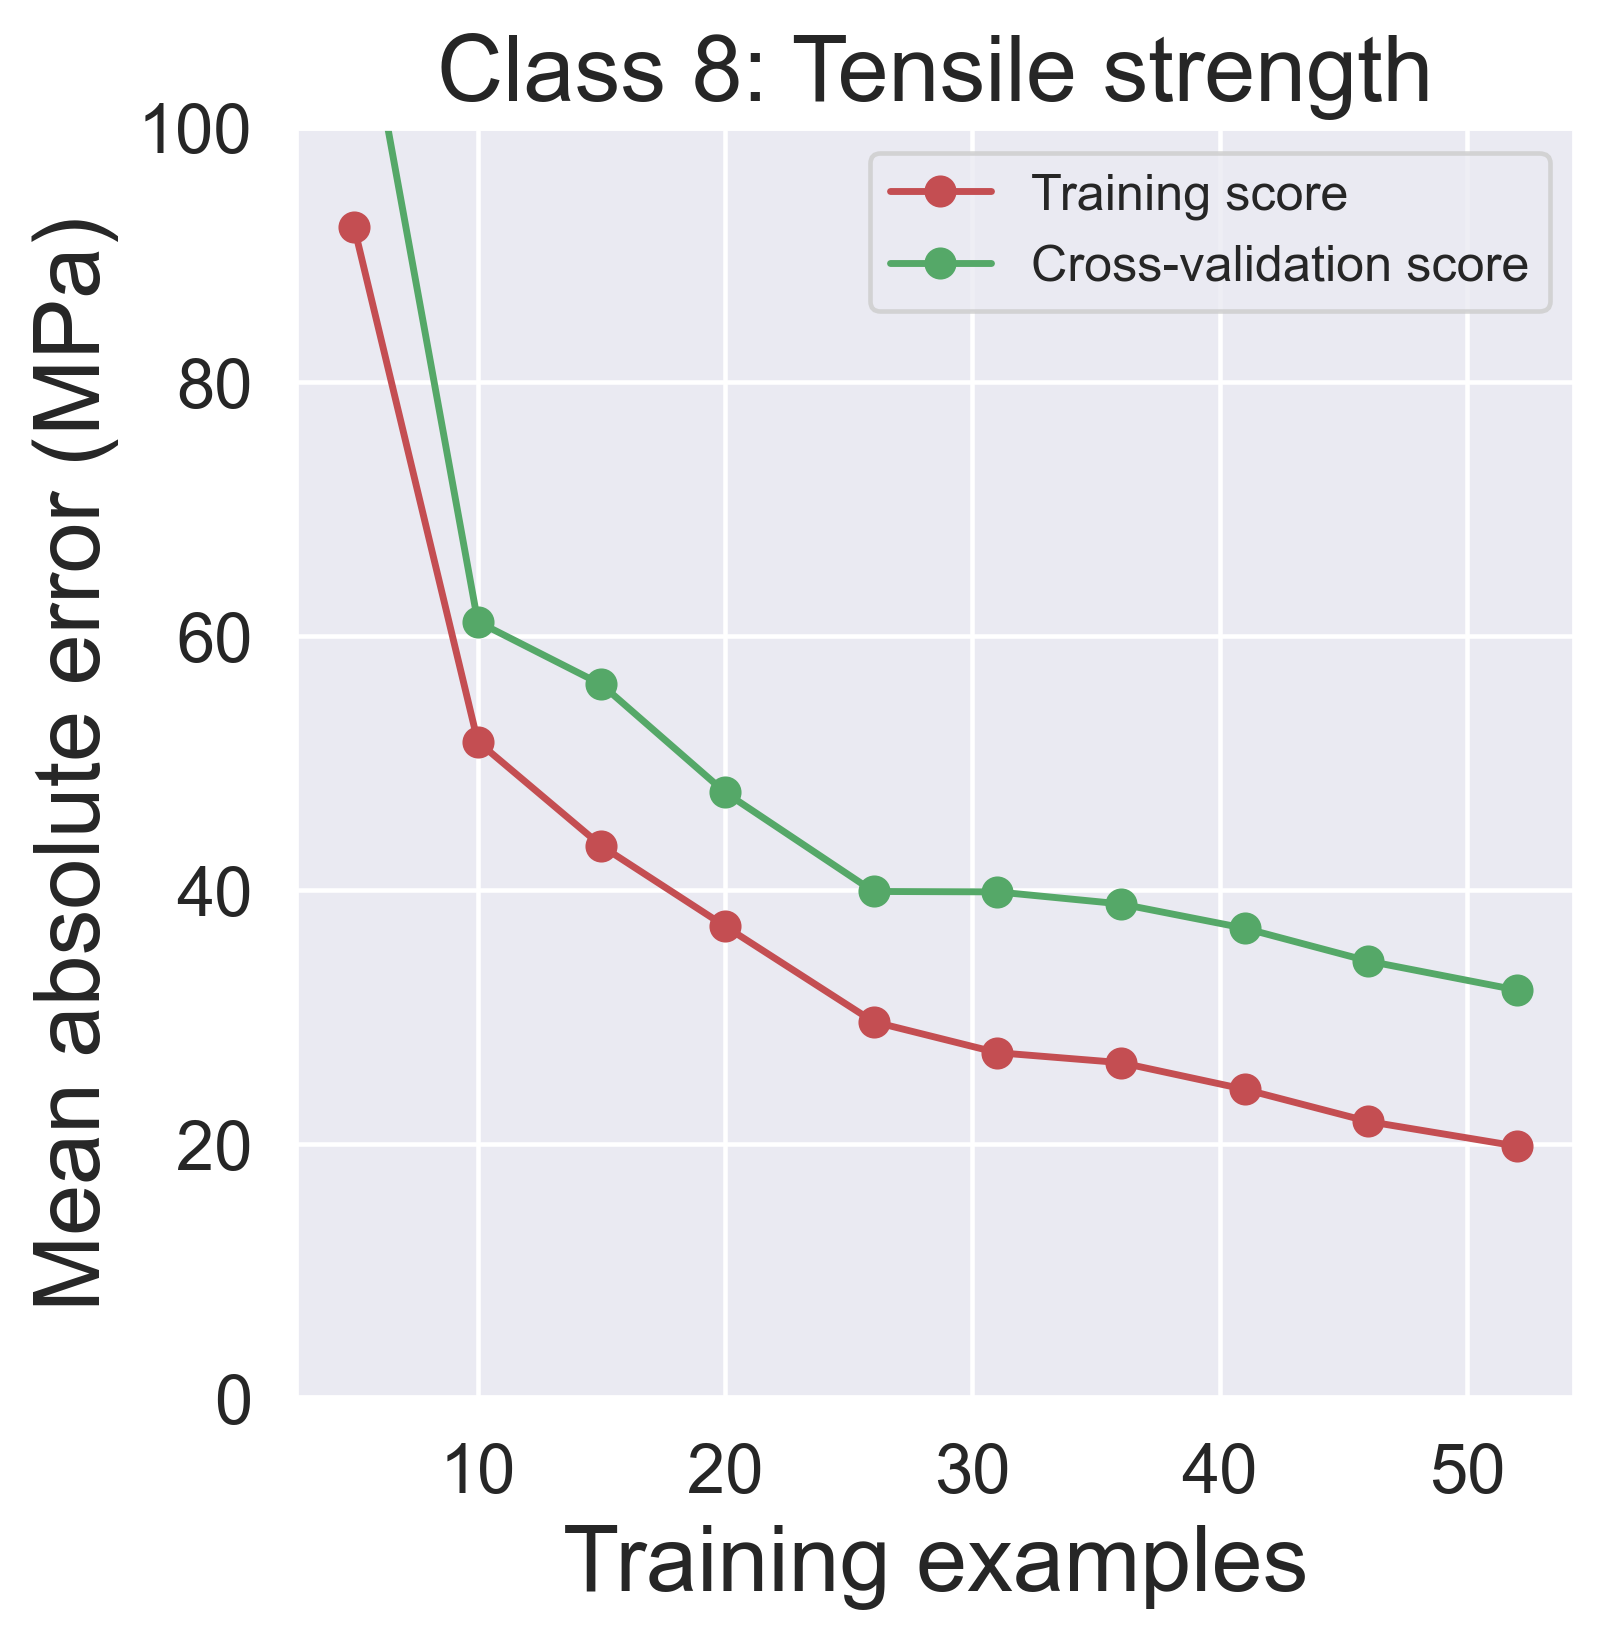 Class 8: Tensile strength
Training score
Cross-validation score
Mean absolute error (MPa)
100
80
60
40
20
0
10 20 30 40 50
Training examples